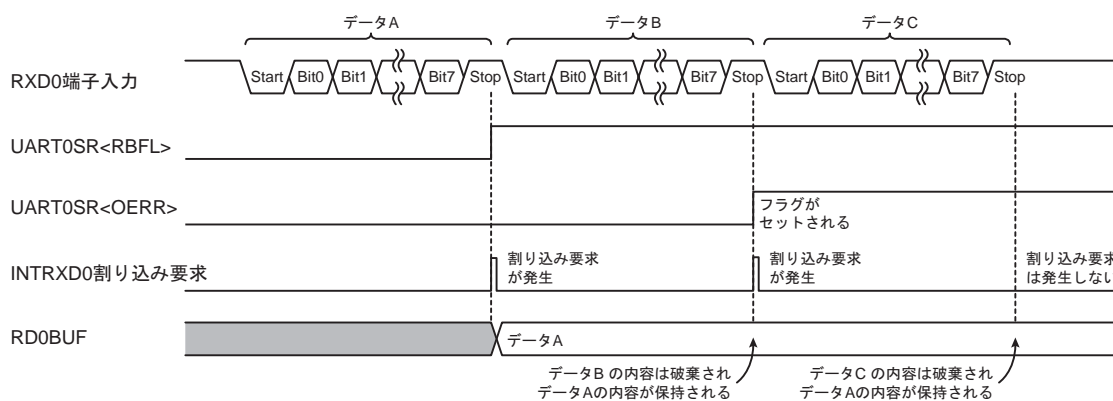 データA データB データC
RXD0端子入力 Start Bit0 Bit1 Bit7 Stop Start Bit0 Bit1 Bit7 Stop Start Bit0 Bit1 Bit7 Stop
UART0SR<RBFL>
UART0SR<OERR>
フラグが
セットされる
INTRXD0割り込み要求
割り込み要求
が発生
割り込み要求
が発生
割り込み要求
は発生しない
RD0BUF
データA
データB の内容は破棄され
データAの内容が保持される
データC の内容は破棄され
データAの内容が保持される